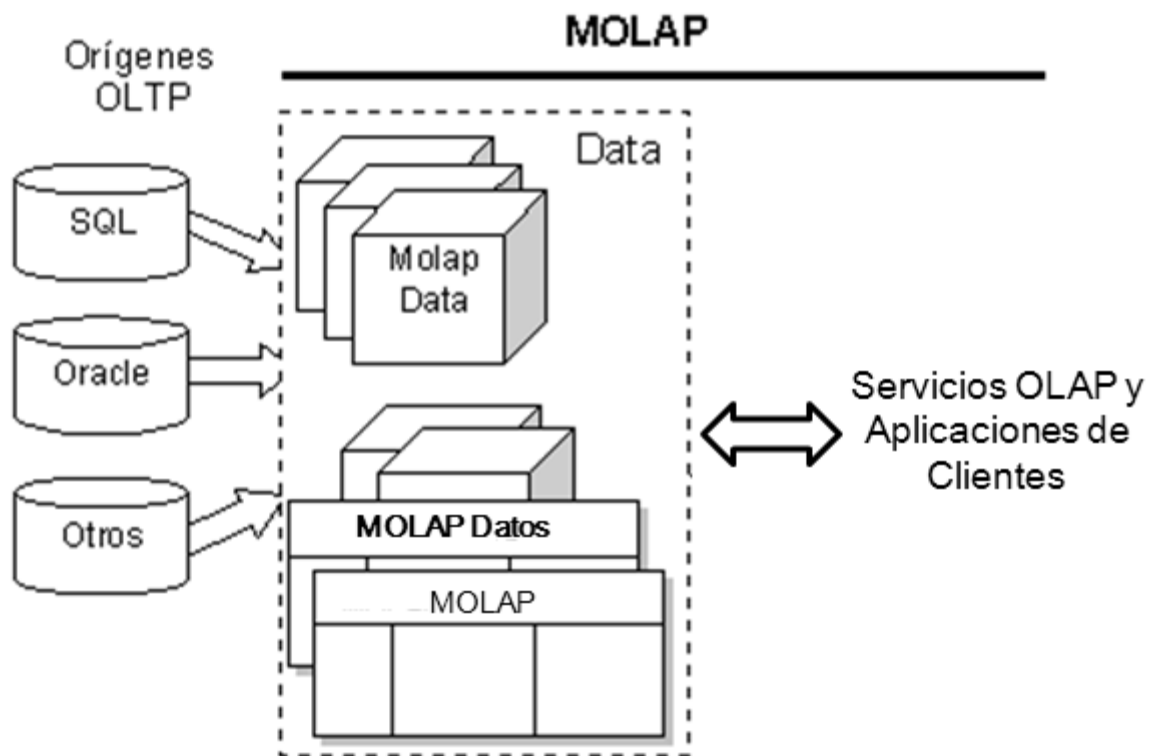 MOLAP
Orígenes
OLTP
Data
SQL
Molap
Data
Oracle
Servicios OLAP y
Aplicaciones de
Clientes
Otros
MOLAP Datos
MOLAP